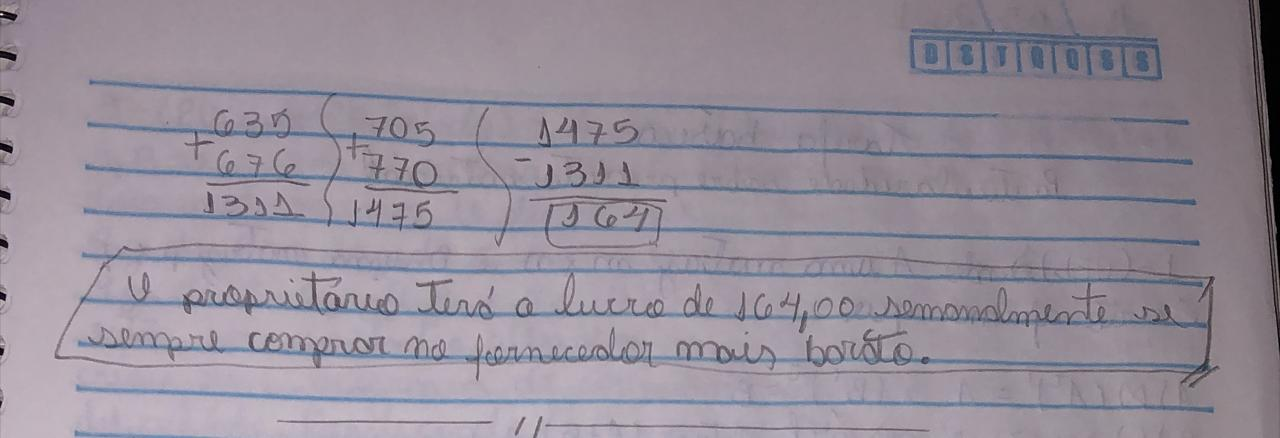 D S T Q Q S S
635 705 1475
+676 +770 -1311
1311 1475 164
O proprietário Terá o lucro de 164,00 semanalmente se
sempre comprar no fornecedor mais barato.